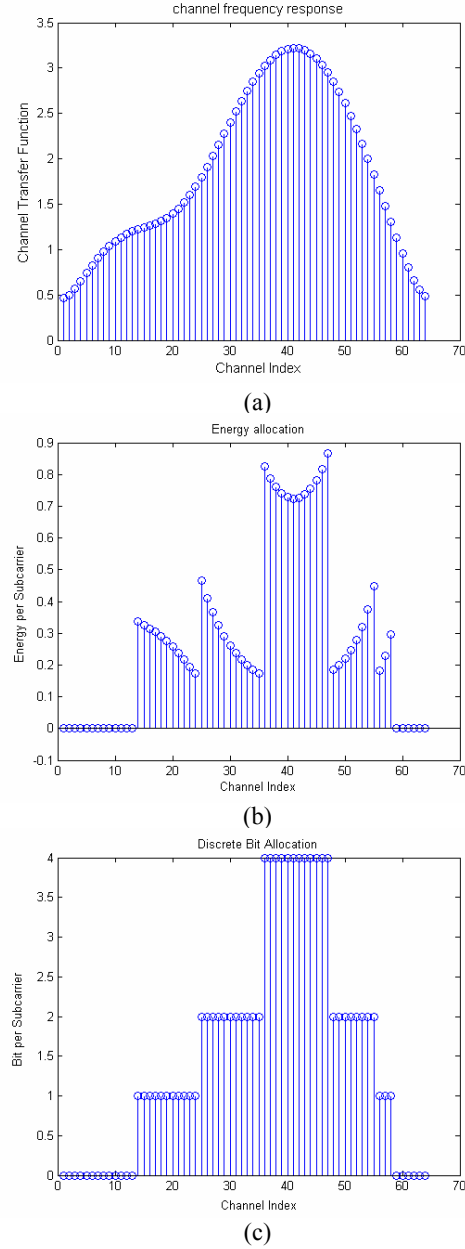 channel frequency response
3.5
3
2.5
2
1.5
1
0.5
0
Channel Transfer Function
0 10 20 30 40 50 60 70
Channel Index
(a)
Energy allocation
0.9
0.8
0.7
0.6
0.5
0.4
0.3
0.2
0.1
0
-0.1
Energy per Subcarrier
0 10 20 30 40 50 60 70
Channel Index
(b)
Discrete Bit Allocation
4
3.5
3
2.5
2
1.5
1
0.5
0
Bit per Subcarrier
0 10 20 30 40 50 60 70
Channel Index
(c)